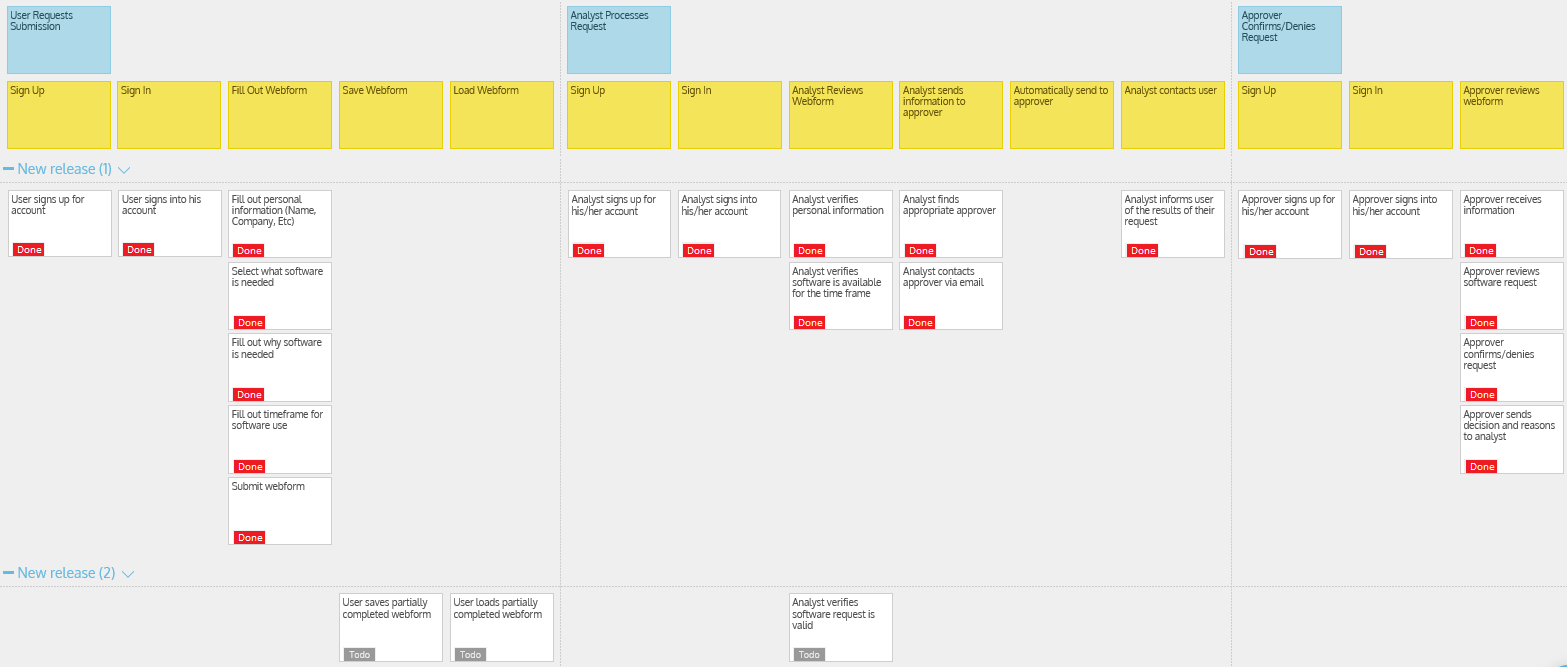 User Requests
Submission
Analyst Processes
Request
Approver
Confirms/Denies
Request
Sign Up
Sign In
Fill Out Webform
Save Webform
Load Webform
Sign Up
Sign In
Analyst Reviews
Webform
Analyst sends
information to
approver
Automatically send to
approver
Analyst contacts user
Sign Up
Sign In
Approver reviews
webform
New release (1)
User signs up for
account
Done
User signs into his
account
Done
Fill out personal
information (Name,
Company, Etc)
Done
Select what software
is needed
Done
Fill out why software
is needed
Done
Fill out timeframe for
software use
Done
Submit webform
Done
Analyst signs up for
his/her account
Done
Analyst signs into
his/her account
Done
Analyst verifies
personal information
Done
Analyst verifies
software is available
for the time frame
Done
Analyst finds
appropriate approver
Done
Analyst contacts
approver via email
Done
Analyst informs user
of the results of their
request
Done
Approver signs up for
his/her account
Done
Approver signs into
his/her account
Done
Approver receives
information
Done
Approver reviews
software request
Done
Approver
confirms/denies
request
Done
Approver sends
decision and reasons
to analyst
Done
New release (2)
User saves partially
completed webform
Todo
User loads partially
completed webform
Todo
Analyst verifies
software request is
valid
Todo